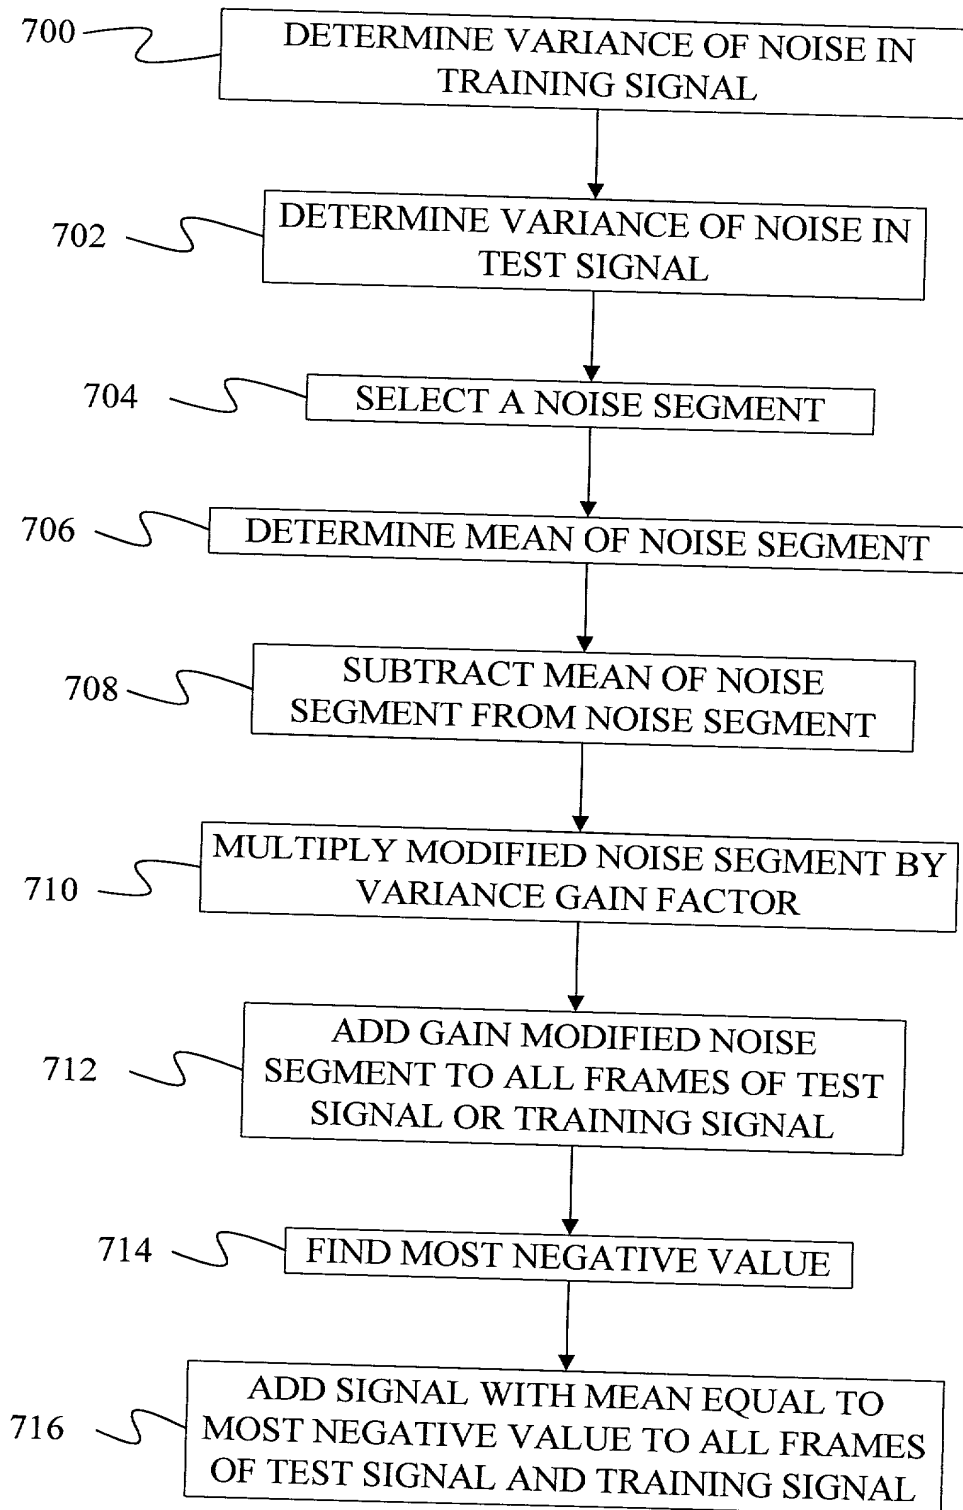 700
DETERMINE VARIANCE OF NOISE IN
TRAINING SIGNAL
702
DETERMINE VARIANCE OF NOISE IN
TEST SIGNAL
704
SELECT A NOISE SEGMENT
706
DETERMINE MEAN OF NOISE SEGMENT
708
SUBTRACT MEAN OF NOISE
SEGMENT FROM NOISE SEGMENT
710
MULTIPLY MODIFIED NOISE SEGMENT BY
VARIANCE GAIN FACTOR
712
ADD GAIN MODIFIED NOISE
SEGMENT TO ALL FRAMES OF TEST
SIGNAL OR TRAINING SIGNAL
714
FIND MOST NEGATIVE VALUE
716
ADD SIGNAL WITH MEAN EQUAL TO
MOST NEGATIVE VALUE TO ALL FRAMES
OF TEST SIGNAL AND TRAINING SIGNAL